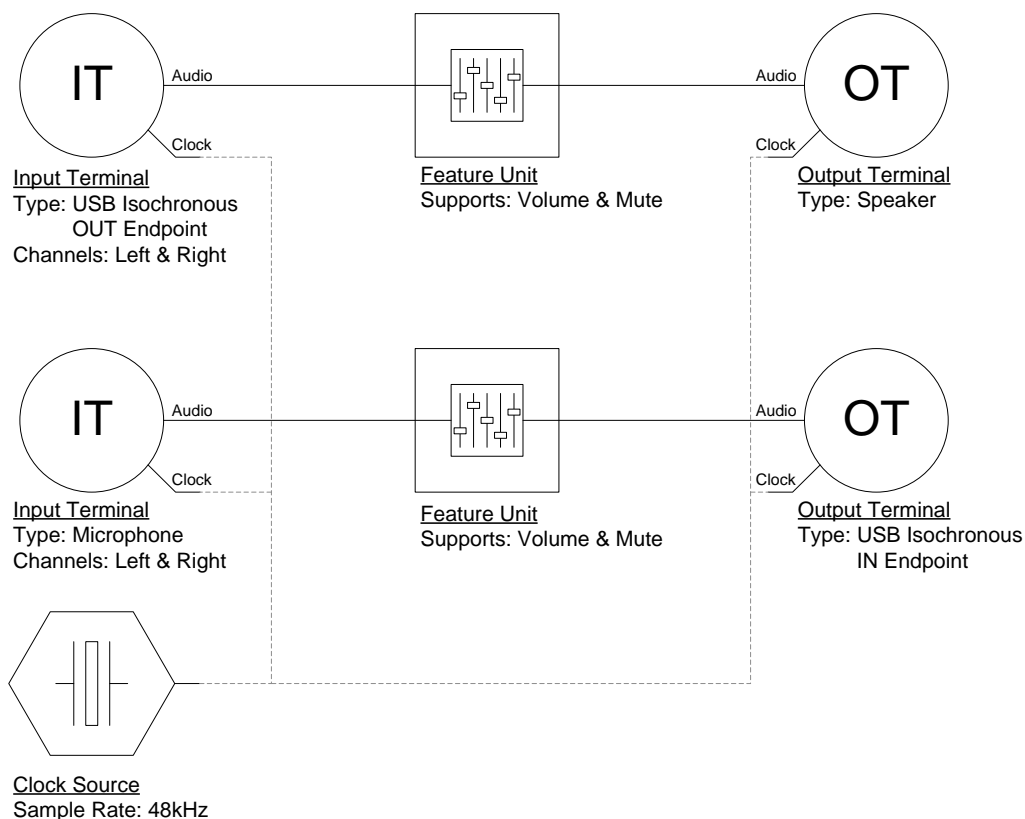 IT
Audio
Audio
OT
Clock
Clock
Input Terminal
Type: USB Isochronous
OUT Endpoint
Channels: Left & Right
Feature Unit
Supports: Volume & Mute
Output Terminal
Type: Speaker
IT
Audio
Audio
OT
Clock
Clock
Input Terminal
Type: Microphone
Channels: Left & Right
Feature Unit
Supports: Volume & Mute
Output Terminal
Type: USB Isochronous
IN Endpoint
Clock Source
Sample Rate: 48kHz